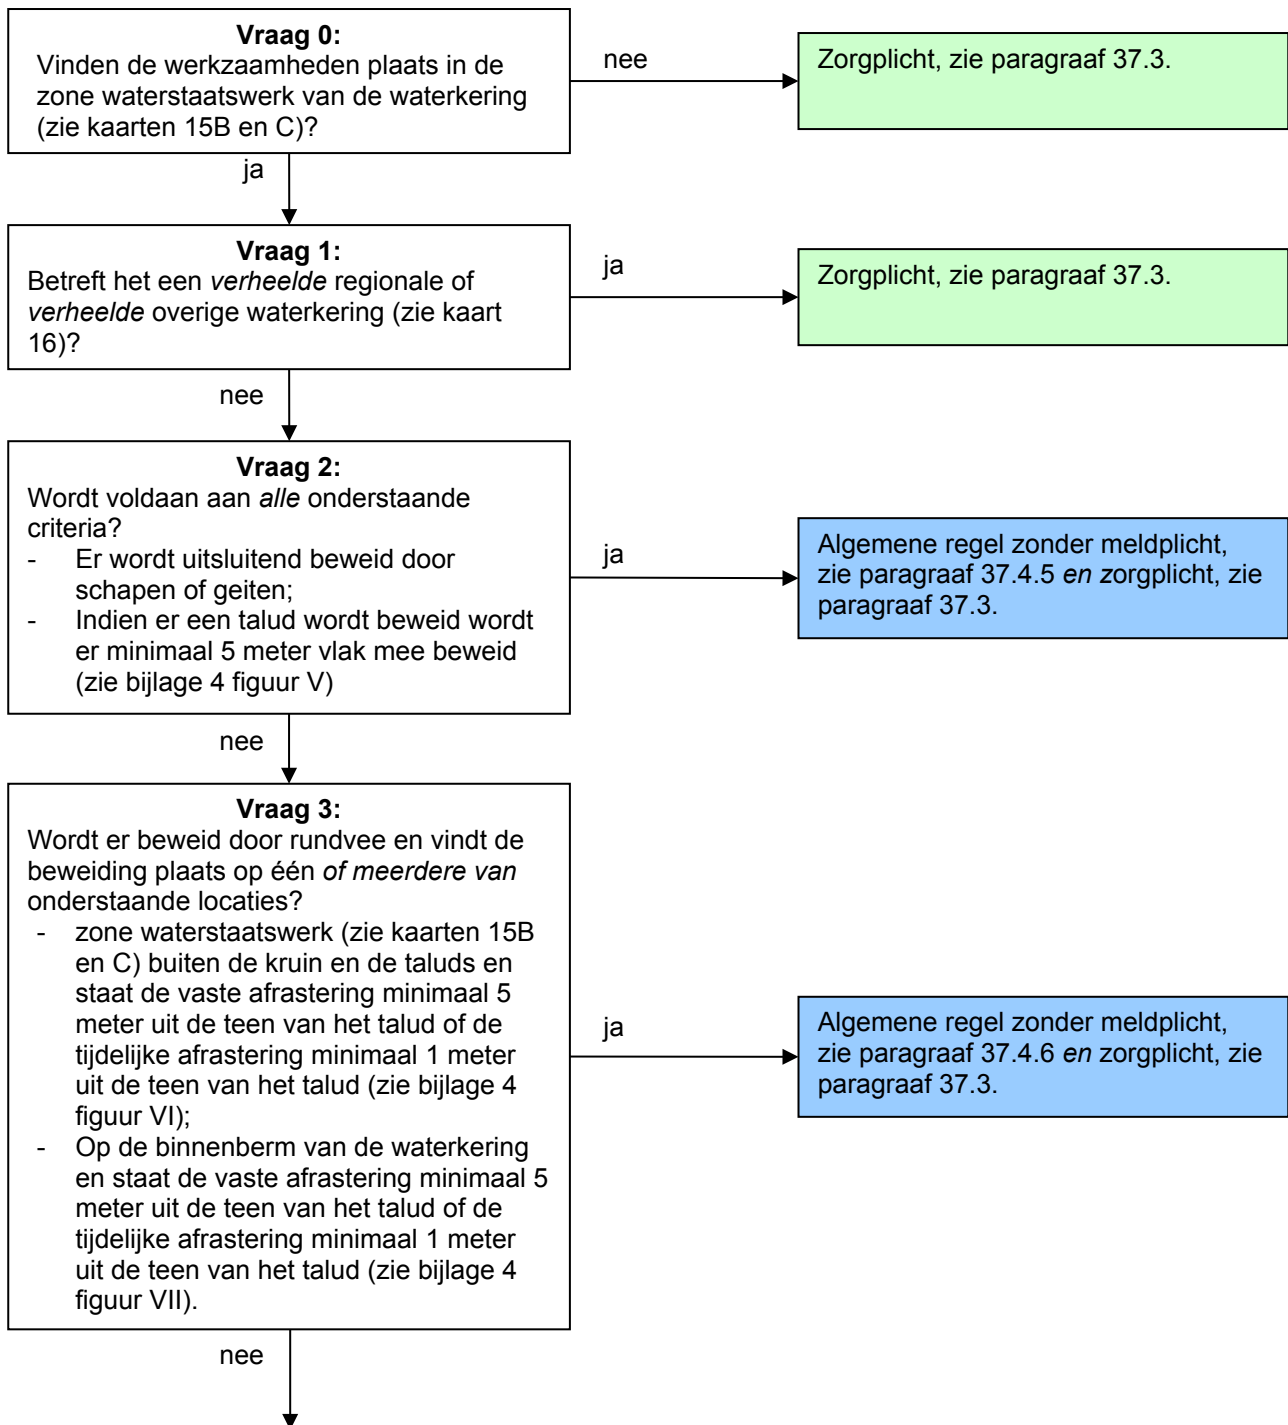 Vraag 0:
Vinden de werkzaamheden plaats in de
zone waterstaatswerk van de waterkering
(zie kaarten 15B en C)?
nee
Zorgplicht, zie paragraaf 37.3.
ja
Vraag 1:
Betreft het een verheelde regionale of
verheelde overige waterkering (zie kaart
16)?
ja
Zorgplicht, zie paragraaf 37.3.
nee
Vraag 2:
Wordt voldaan aan alle onderstaande
criteria?
- Er wordt uitsluitend beweid door
schapen of geiten;
- Indien er een talud wordt beweid wordt
er minimaal 5 meter vlak mee beweid
(zie bijlage 4 figuur V)
ja
Algemene regel zonder meldplicht,
zie paragraaf 37.4.5 en zorgplicht, zie
paragraaf 37.3.
nee
Vraag 3:
Wordt er beweid door rundvee en vindt de
beweiding plaats op één of meerdere van
onderstaande locaties?
- zone waterstaatswerk (zie kaarten 15B
en C) buiten de kruin en de taluds en
staat de vaste afrastering minimaal 5
meter uit de teen van het talud of de
tijdelijke afrastering minimaal 1 meter
uit de teen van het talud (zie bijlage 4
figuur VI);
- Op de binnenberm van de waterkering
en staat de vaste afrastering minimaal 5
meter uit de teen van het talud of de
tijdelijke afrastering minimaal 1 meter
uit de teen van het talud (zie bijlage 4
figuur VII).
ja
Algemene regel zonder meldplicht,
zie paragraaf 37.4.6 en zorgplicht, zie
paragraaf 37.3.
nee